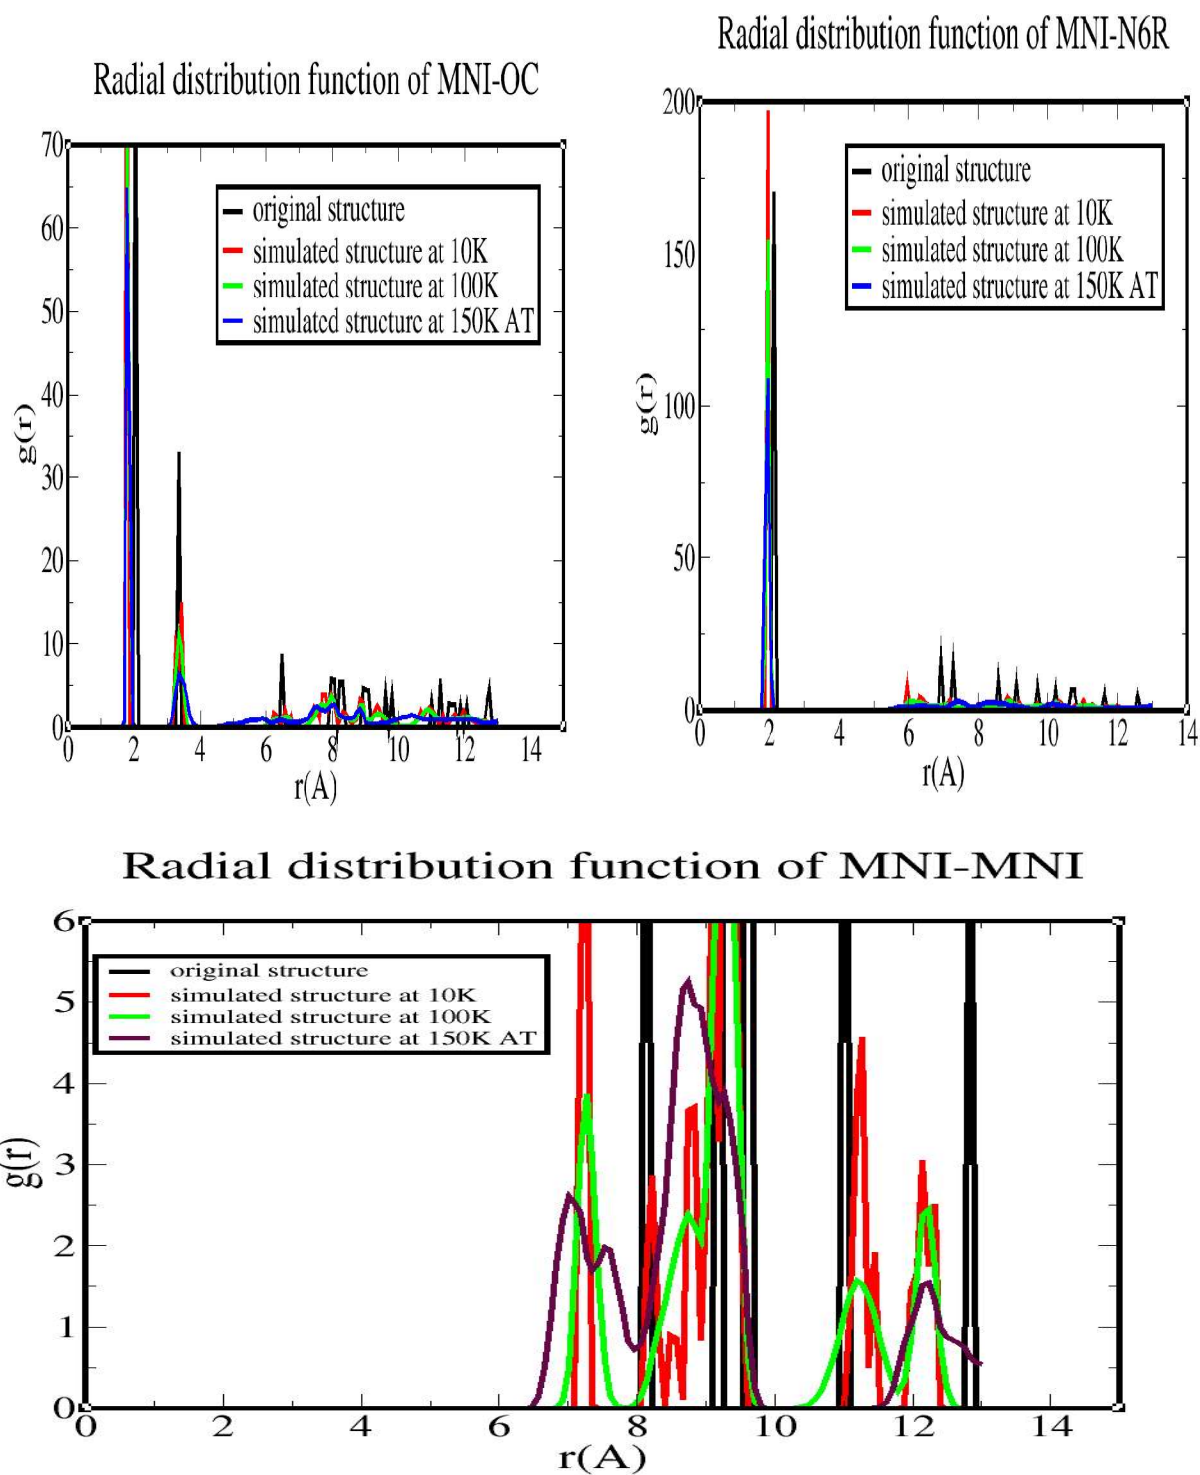 Radial distribution function of MNI-OC
g(r)
70
60
50
40
30
20
10
0
original structure
simulated structure at 10K
simulated structure at 100K
simulated structure at 150K AT
0 2 4 6 8 10 12 14
r(A)
Radial distribution function of MNI-N6R
g(r)
200
150
100
50
0
original structure
simulated structure at 10K
simulated structure at 100K
simulated structure at 150K AT
0 2 4 6 8 10 12 14
r(A)
Radial distribution function of MNI-MNI
g(r)
6
5
4
3
2
1
0
original structure
simulated structure at 10K
simulated structure at 100K
simulated structure at 150K AT
0 2 4 6 8 10 12 14
r(A)